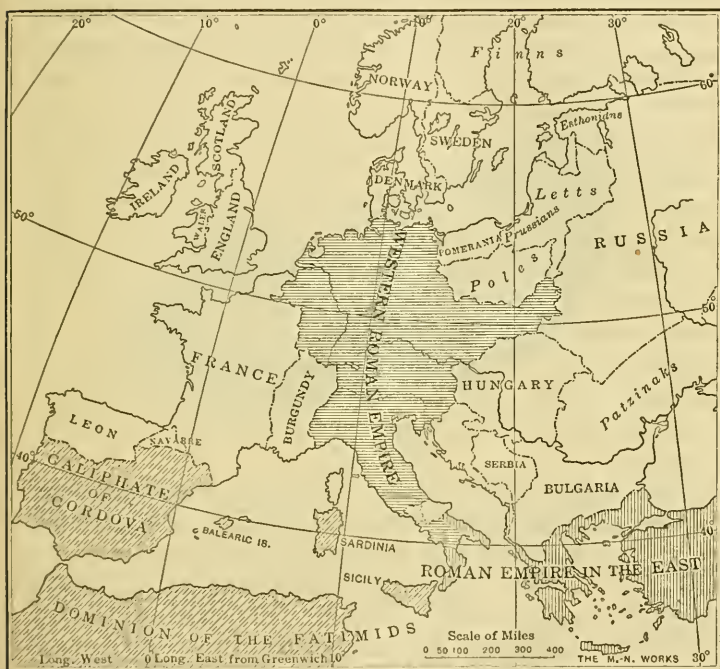 20°
10°
0°
10°
20°
30°
60°
Finns
NORWAY
SWEDEN
Esthonians
SCOTLAND
IRELAND
DENMARK
Letts
WALES
ENGLAND
50°
POMERANIA
Prussians
RUSSIA
Poles
WESTERN ROMAN EMPIRE
50°
FRANCE
BURGUNDY
HUNGARY
Patzinaks
LEON
NAVARRE
SERBIA
BULGARIA
40°
CALIPHATE
OF
CORDOVA
BALEARIC IS.
SARDINIA
40°
SICILY
ROMAN EMPIRE IN THE EAST
DOMINION OF THE FATIMIDS
Scale of Miles
0 50 100 200 300 400
Long. West 0 Long. East from Greenwich 10°
THE M.-N. WORKS
30°